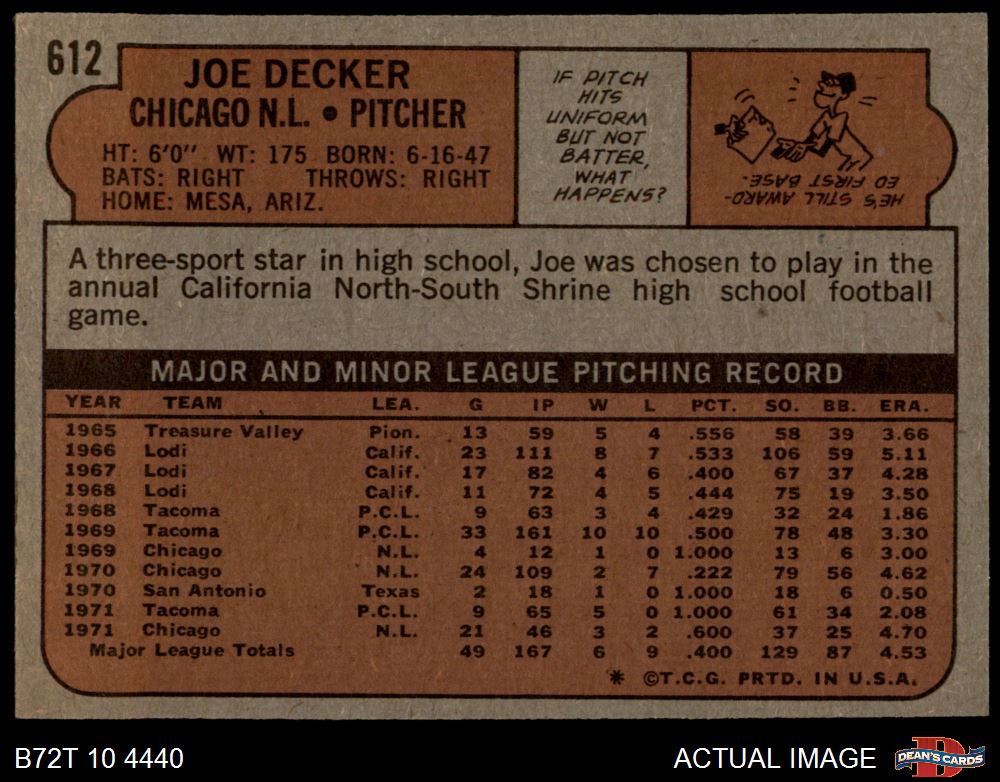 612
JOE DECKER
CHICAGO N.L. • PITCHER
HT: 6'0" WT: 175 BORN: 6-16-47
BATS: RIGHT THROWS: RIGHT
HOME: MESA, ARIZ.
IF PITCH
HITS
UNIFORM
BUT NOT
BATTER,
WHAT
HAPPENS?
HE'S STILL AWARD-
ED FIRST BASE.
A three-sport star in high school, Joe was chosen to play in the
annual California North-South Shrine high school football
game.
MAJOR AND MINOR LEAGUE PITCHING RECORD
YEAR TEAM LEA. G IP W L PCT. SO. BB. ERA.
1965 Treasure Valley Pion. 13 59 5 4 .556 58 39 3.66
1966 Lodi Calif. 23 111 8 7 .533 106 59 5.11
1967 Lodi Calif. 17 82 4 6 .400 67 37 4.28
1968 Lodi Calif. 11 72 4 5 .444 75 19 3.50
1968 Tacoma P.C.L. 9 63 3 4 .429 32 24 1.86
1969 Tacoma P.C.L. 33 161 10 10 .500 78 48 3.30
1969 Chicago N.L. 4 12 1 0 1.000 13 6 3.00
1970 Chicago N.L. 24 109 2 7 .222 79 56 4.62
1970 San Antonio Texas 2 18 1 0 1.000 18 6 0.50
1971 Tacoma P.C.L. 9 65 5 0 1.000 61 34 2.08
1971 Chicago N.L. 21 46 3 2 .600 37 25 4.70
Major League Totals 49 167 6 9 .400 129 87 4.53
* ©T.C.G. PRTD. IN U.S.A.
B72T 10 4440
ACTUAL IMAGE
D
DEAN'S CARDS